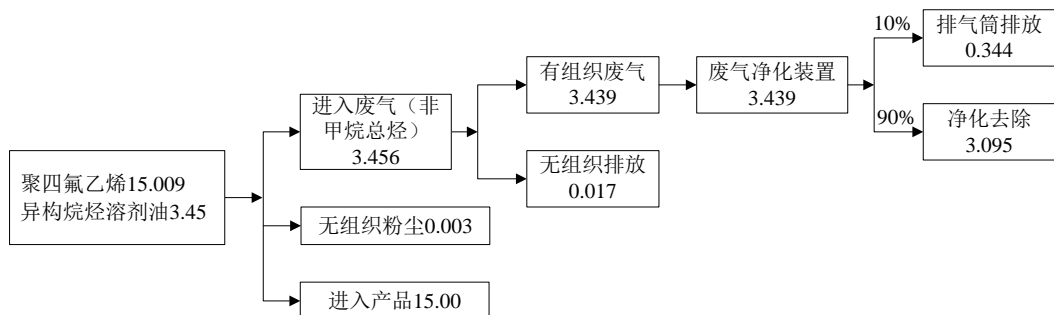 聚四氟乙烯15.009
异构烷烃溶剂油3.45
进入废气（非
甲烷总烃）
3.456
无组织粉尘0.003
进入产品15.00
有组织废气
3.439
无组织排放
0.017
废气净化装置
3.439
10%
排气筒排放
0.344
90%
净化去除
3.095